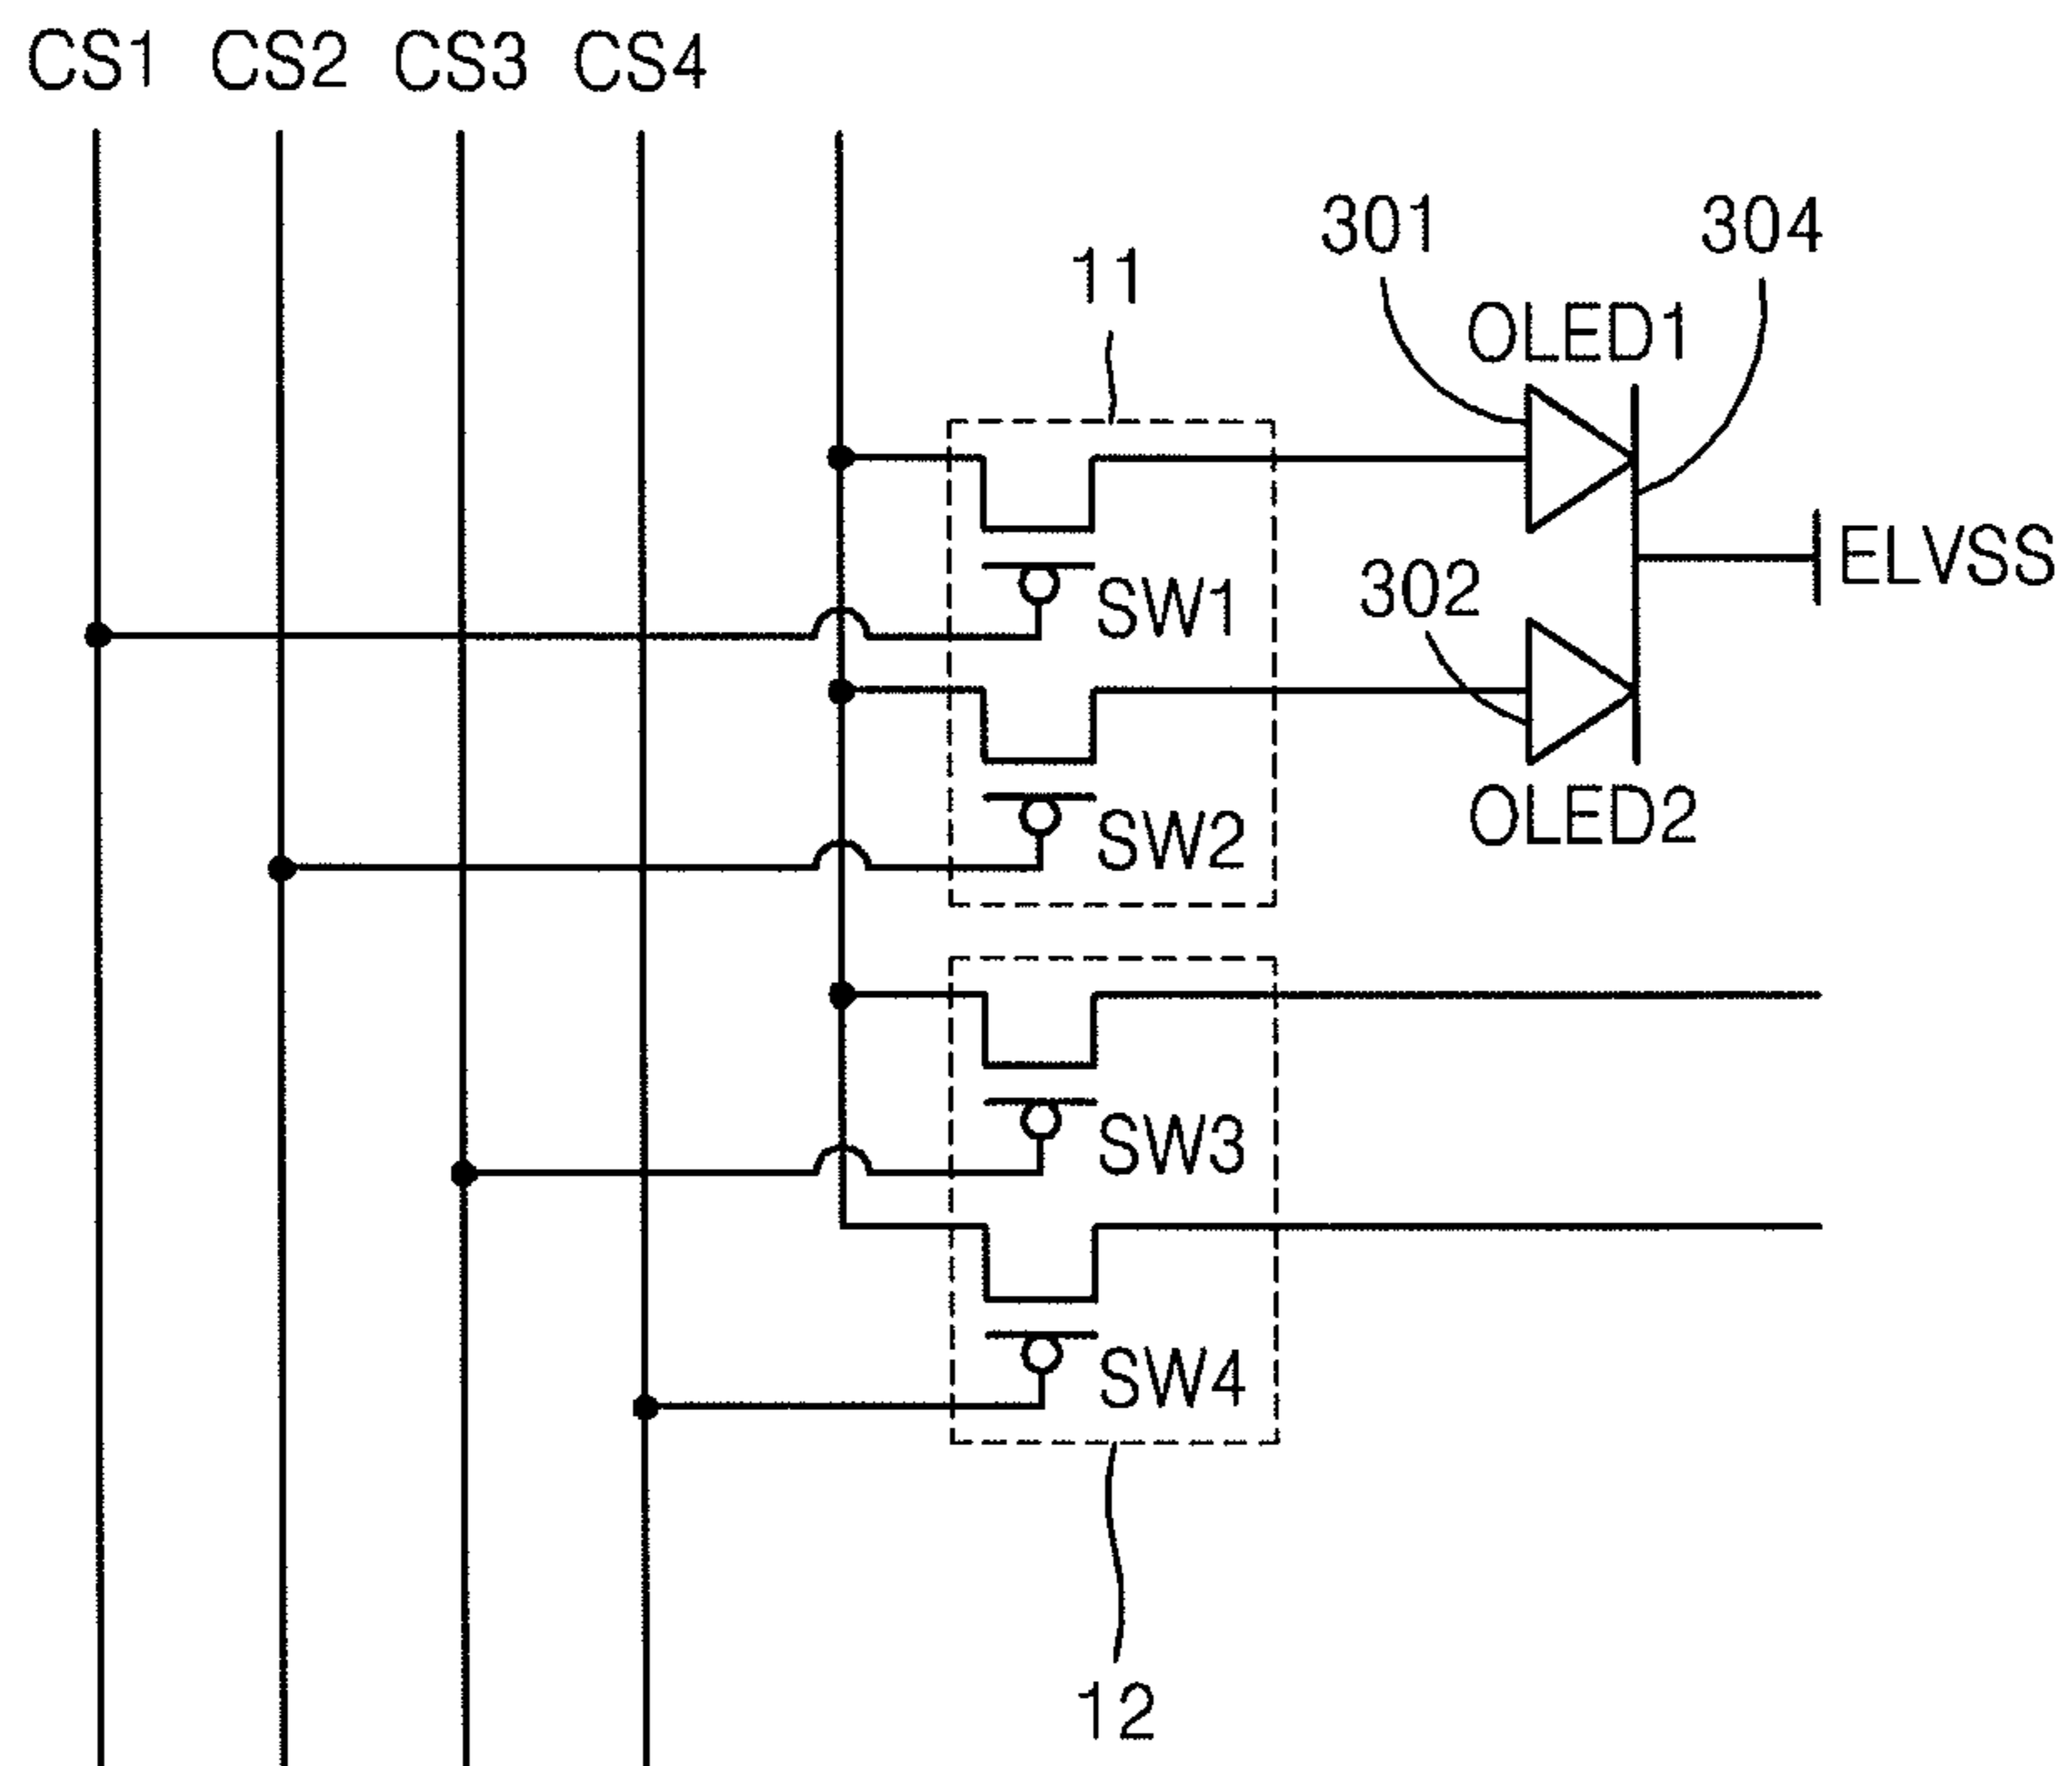 CS1 CS2 CS3 CS4
301
304
11
OLED1
ELVSS
302
SW1
OLED2
SW2
SW3
SW4
12